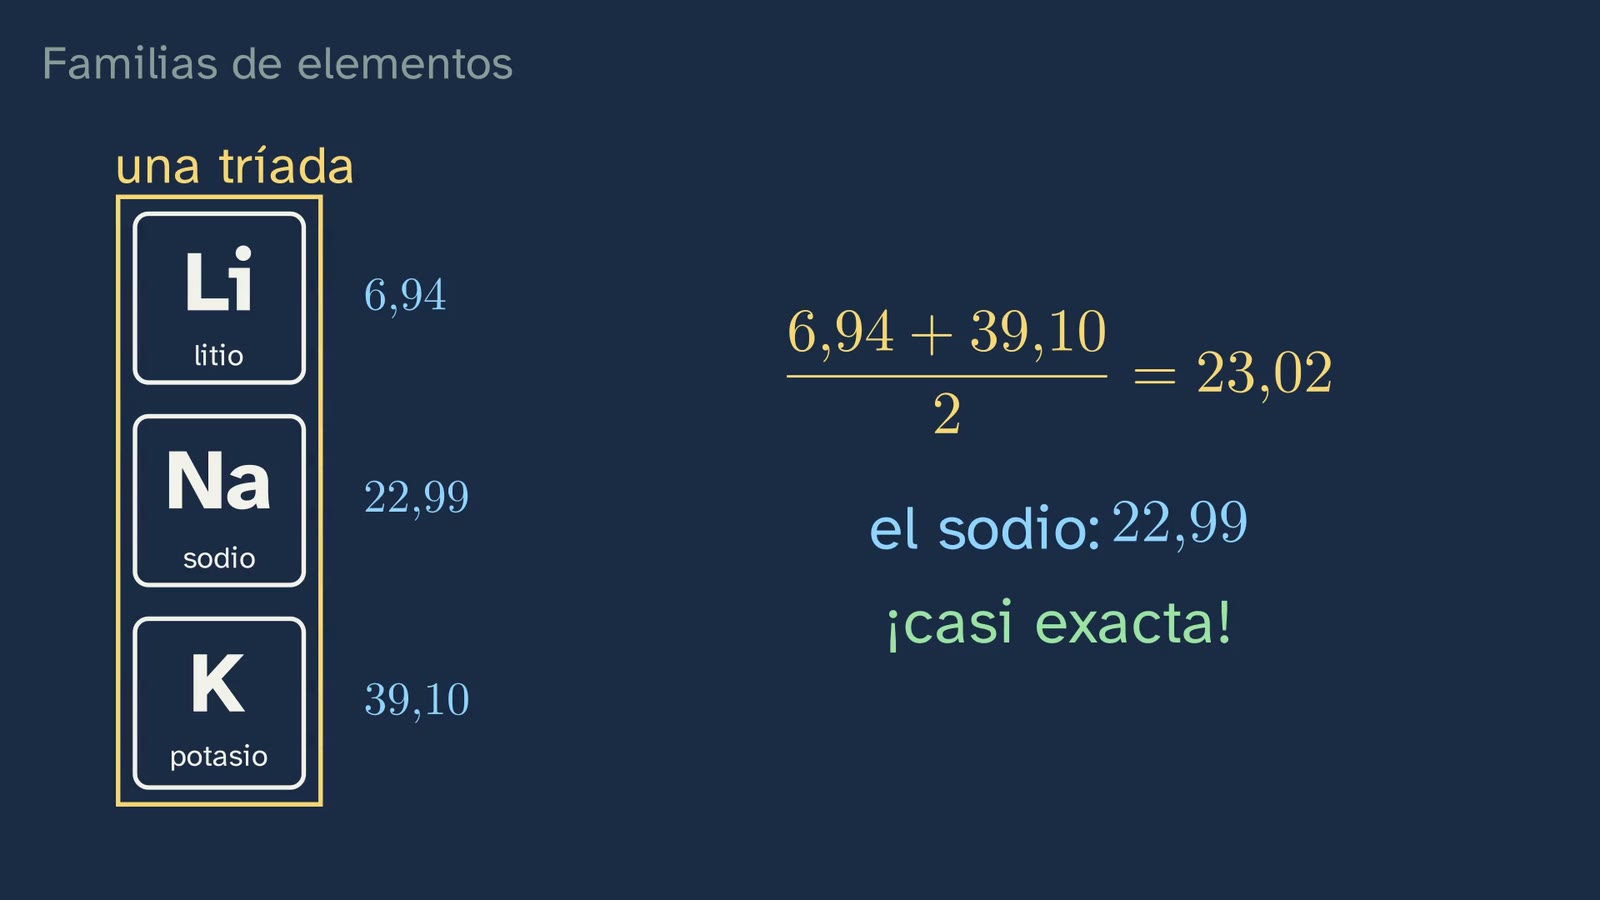 Familias de elementos
una tríada
Li
litio
6,94
Na
sodio
22,99
K
potasio
39,10
6,94 + 39,10
2
= 23,02
el sodio: 22,99
¡casi exacta!